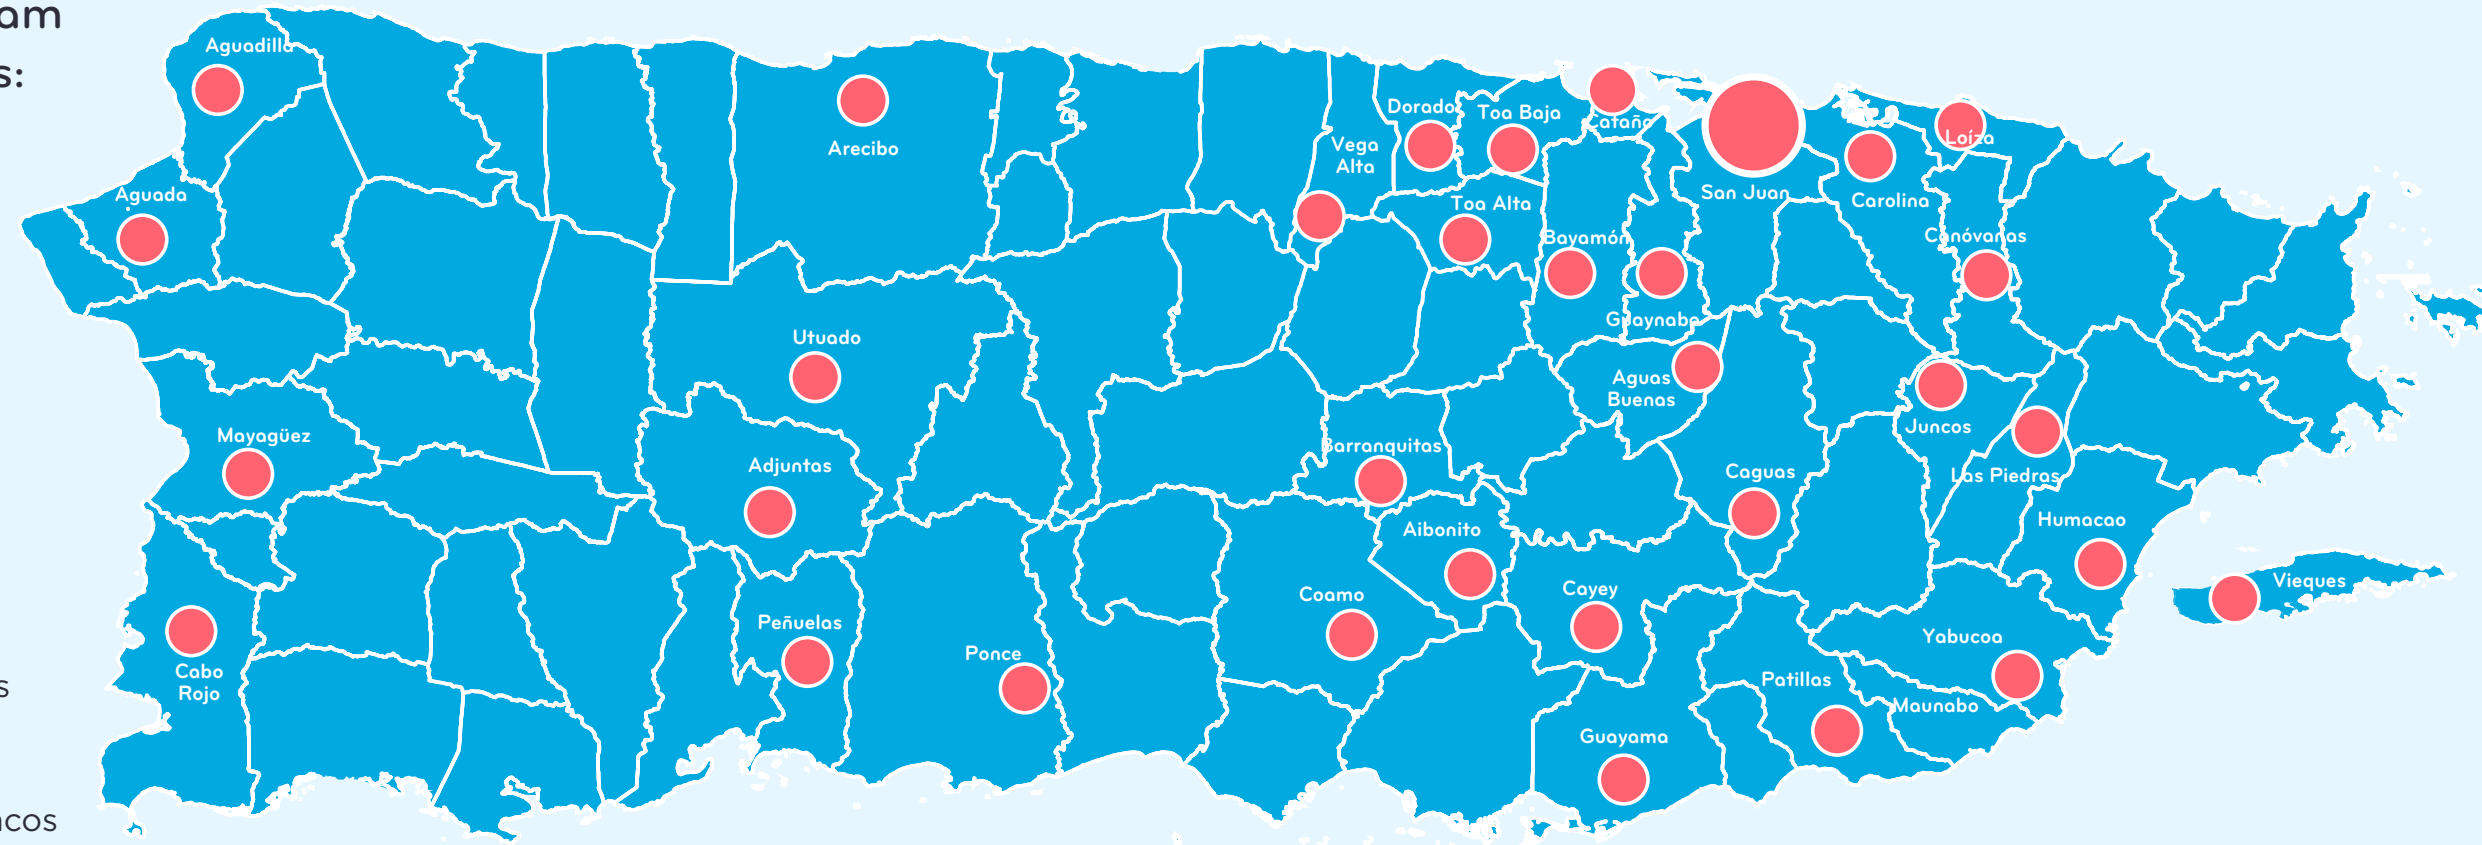 am
s:
Aguadilla
Aguada
Arecibo
Vega
Alta
Dorado
Toa Baja
Cataño
Toa Alta
Bayamón
Guaynabo
San Juan
Carolina
Loíza
Canóvanas
Utuado
Aguas
Buenas
Juncos
Las Piedras
Mayagüez
Adjuntas
Barranquitas
Aibonito
Caguas
Humacao
Vieques
Cabo
Rojo
Peñuelas
Ponce
Coamo
Cayey
Yabucoa
Patillas
Maunabo
Guayama
s
ncos